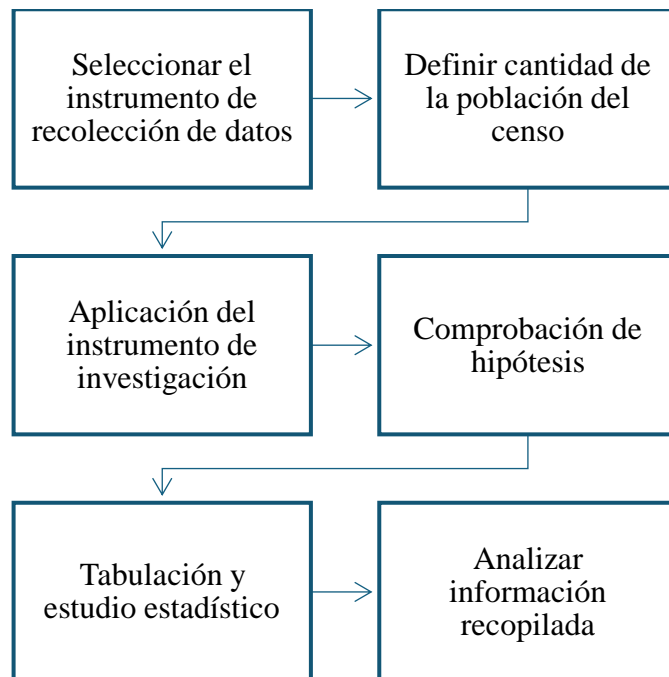 Seleccionar el
instrumento de
recolección de datos
Definir cantidad de
la población del
censo
Aplicación del
instrumento de
investigación
Comprobación de
hipótesis
Tabulación y
estudio estadístico
Analizar
información
recopilada